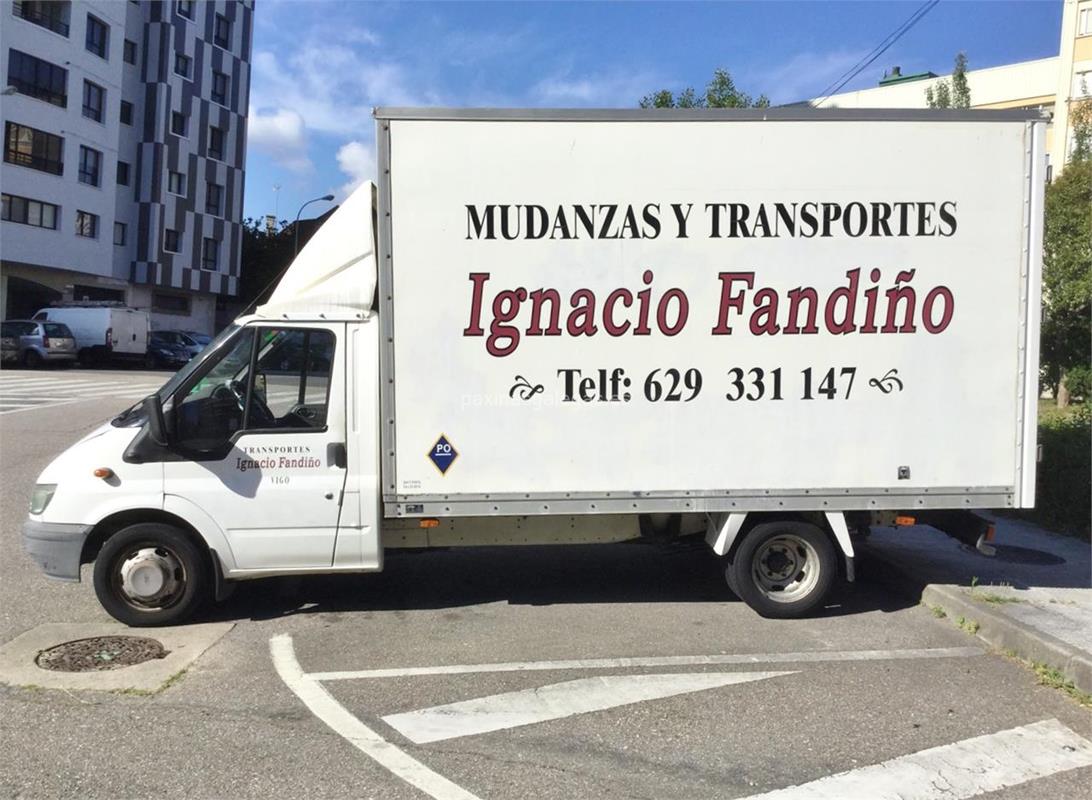 MUDANZAS Y TRANSPORTES
Ignacio Fandiño
Telf: 629 331 147
PO
TRANSPORTES
Ignacio Fandiño
VIGO